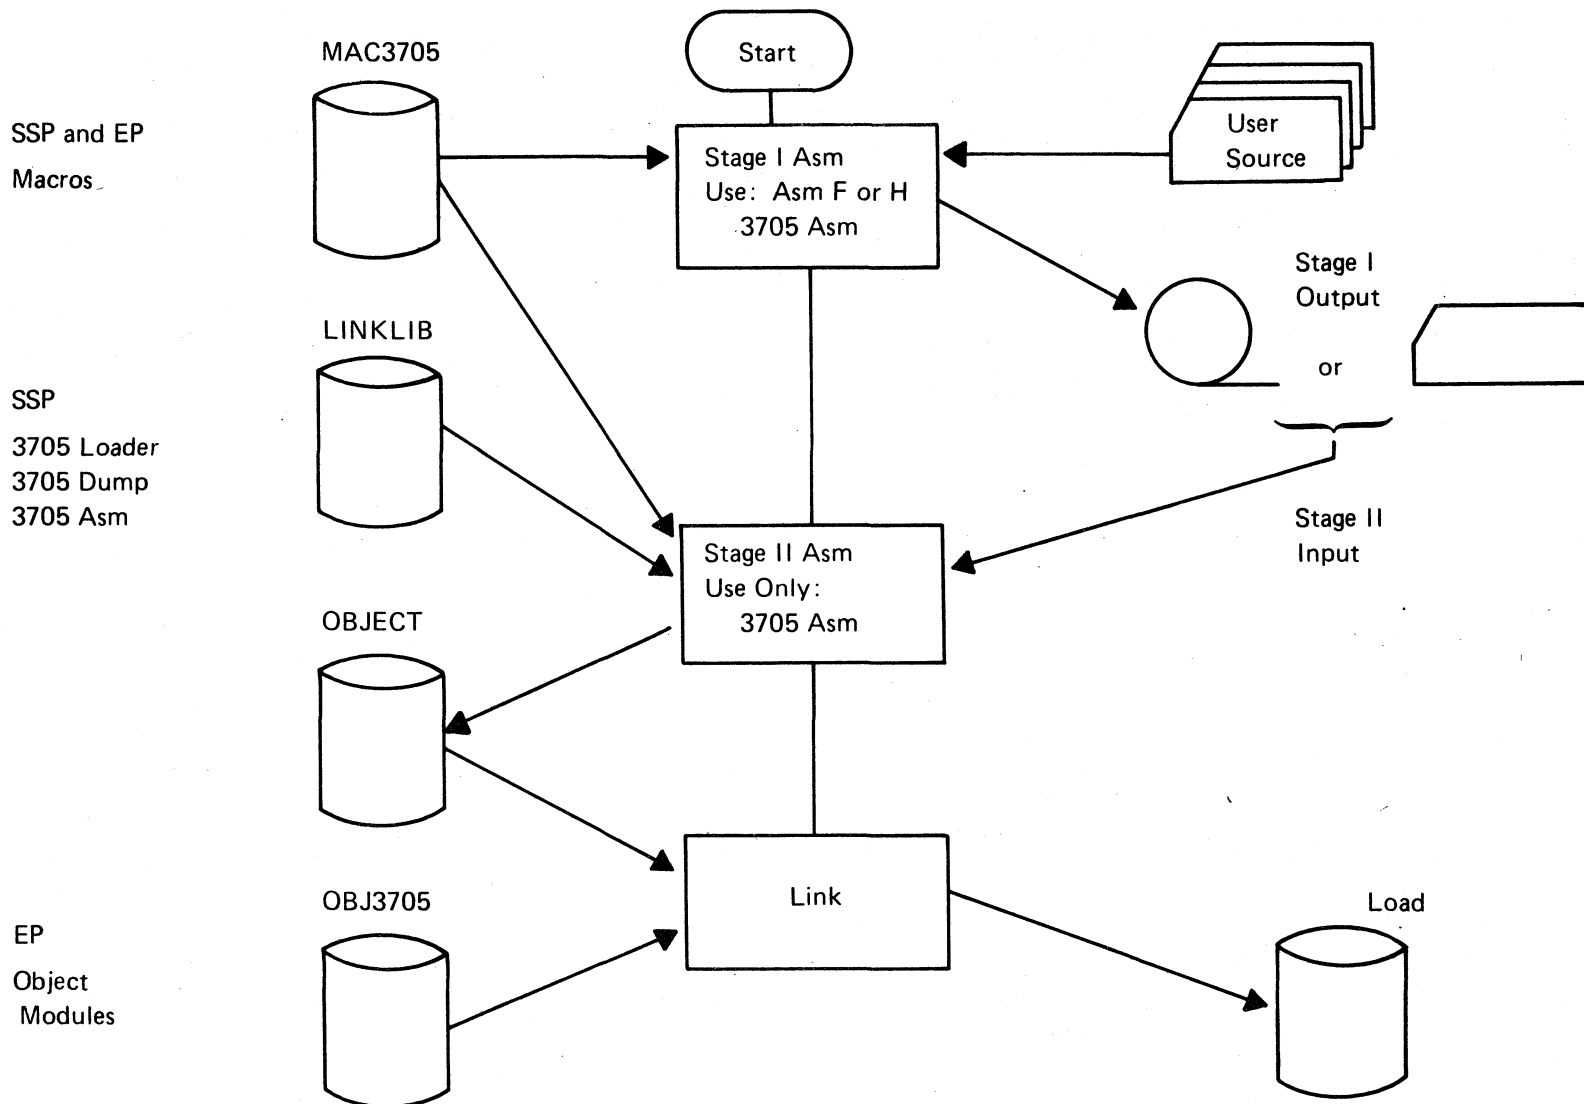 MAC3705
Start
SSP and EP
Macros
User
Source
Stage I Asm
Use: Asm F or H
3705 Asm
Stage I
Output
or
LINKLIB
SSP
3705 Loader
3705 Dump
3705 Asm
Stage II
Input
Stage II Asm
Use Only:
3705 Asm
OBJECT
OBJ3705
Link
Load
EP
Object
Modules